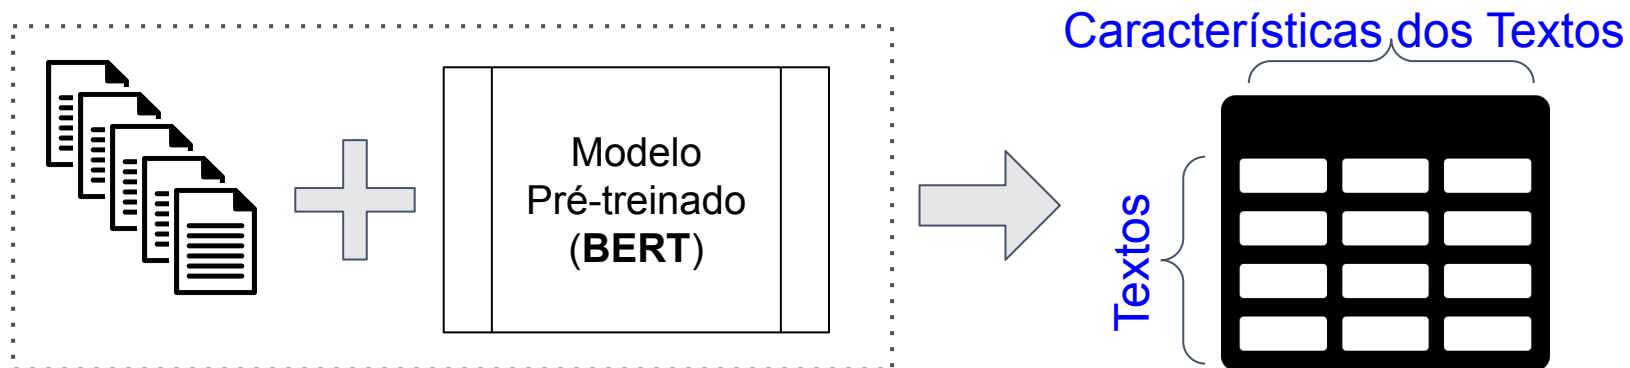 Características dos Textos
Modelo
Pré-treinado
(BERT)
Textos